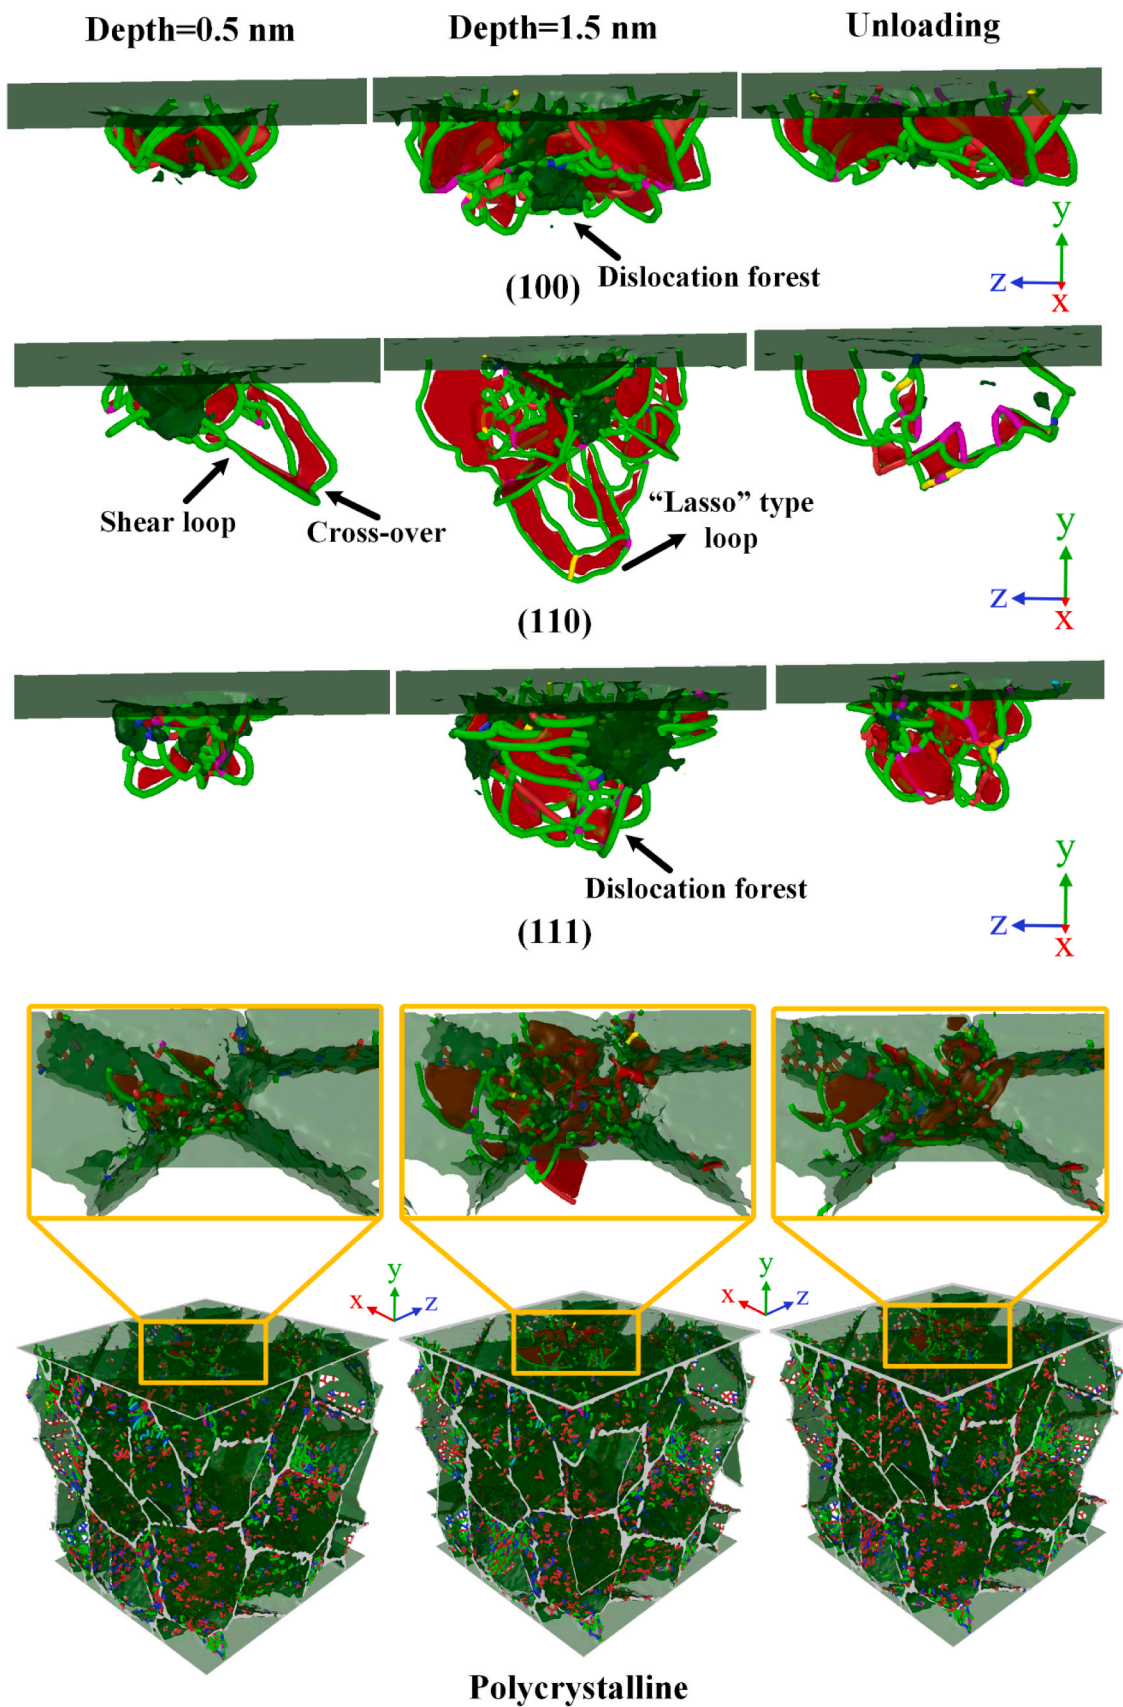 Depth=0.5 nm
Depth=1.5 nm
Unloading
Dislocation forest
(100)
y
z
x
Shear loop
Cross-over
“Lasso” type
loop
(110)
y
z
x
Dislocation forest
(111)
y
z
x
y
x
z
y
x
z
Polycrystalline